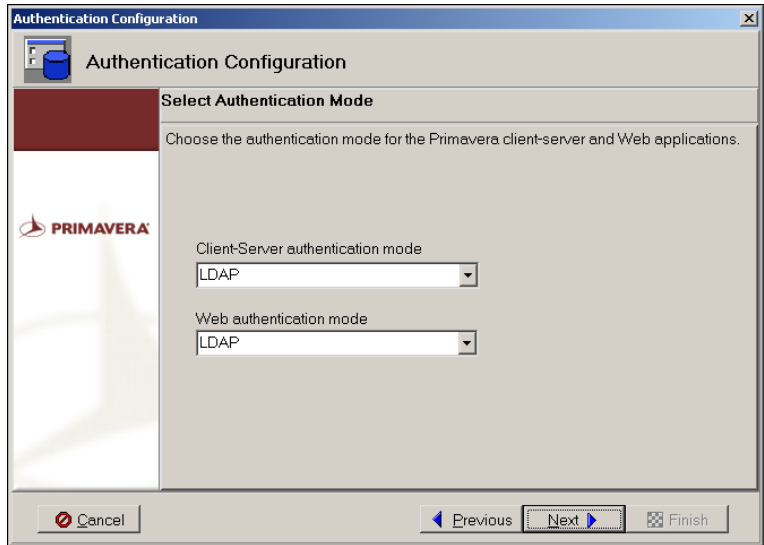 Authentication Configuration
Authentication Configuration
Select Authentication Mode
Choose the authentication mode for the Primavera client-server and Web applications.
PRIMAVERA
Client-Server authentication mode
LDAP
Web authentication mode
LDAP
Cancel
Previous
Next
Finish